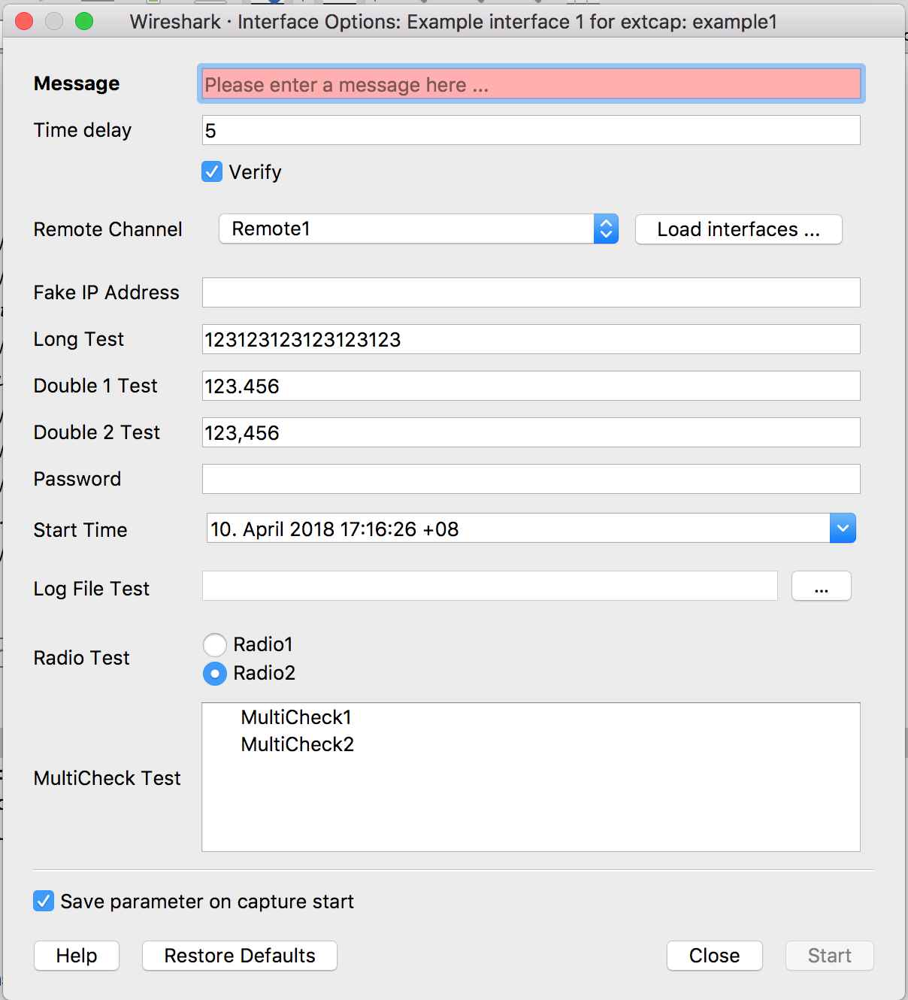 Wireshark · Interface Options: Example interface 1 for extcap: example1
Message Please enter a message here ...
Time delay 5
Verify
Remote Channel Remote1 Load interfaces ...
Fake IP Address
Long Test 123123123123123123
Double 1 Test 123.456
Double 2 Test 123,456
Password
Start Time 10. April 2018 17:16:26 +08
Log File Test ...
Radio Test
Radio1
Radio2
MultiCheck1
MultiCheck2
MultiCheck Test
Save parameter on capture start
Help Restore Defaults Close Start